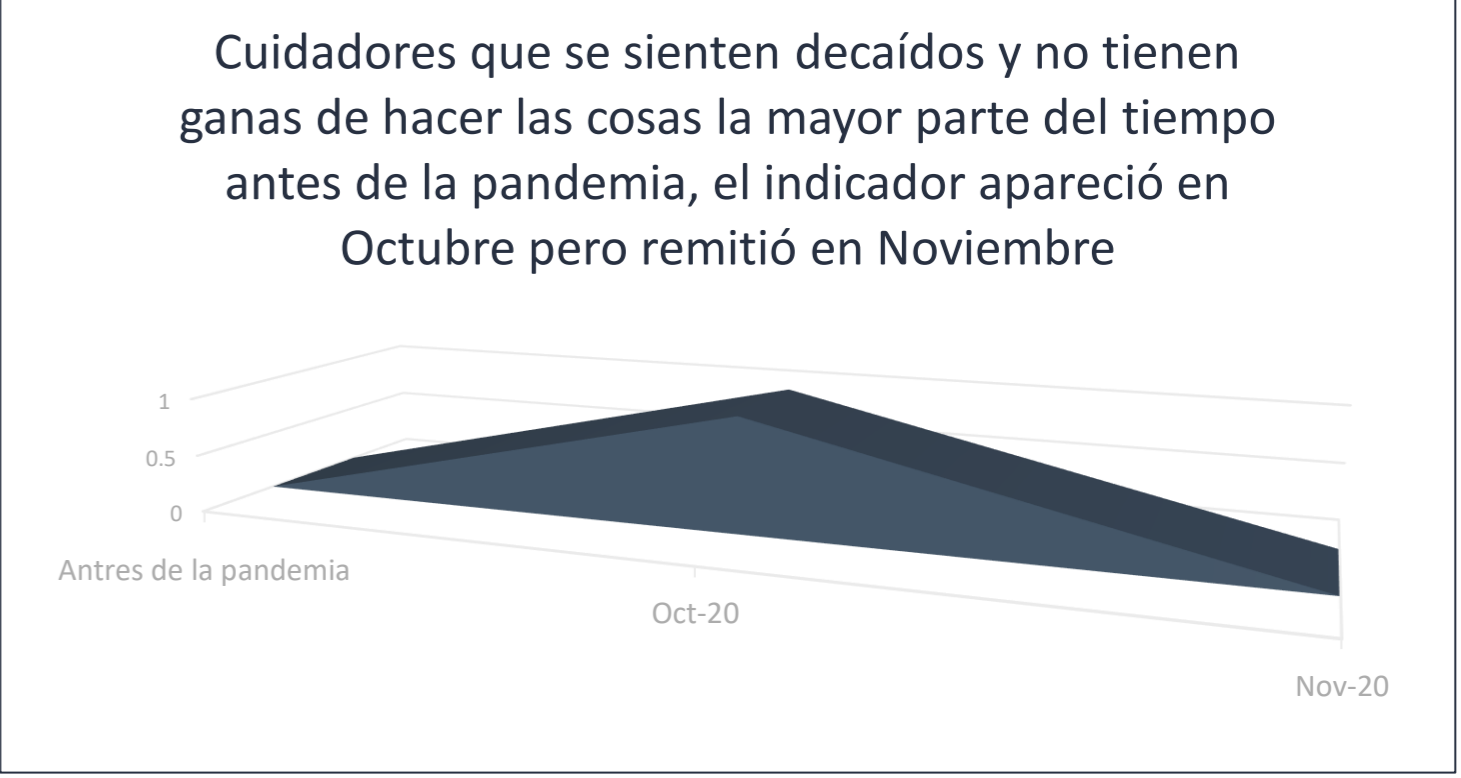 Cuidadores que se sienten decaídos y no tienen
ganas de hacer las cosas la mayor parte del tiempo
antes de la pandemia, el indicador apareció en
Octubre pero remitió en Noviembre
1
0.5
0
Antres de la pandemia
Oct-20
Nov-20